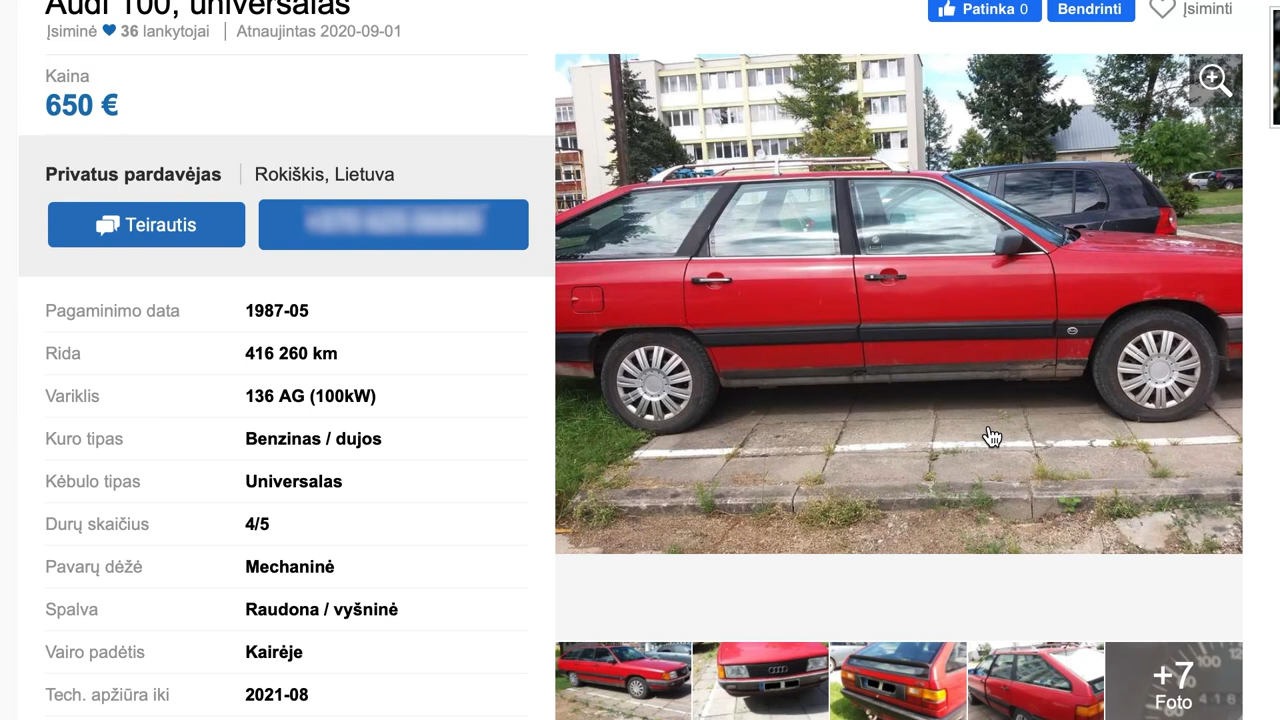 Audi 100, universalas
Įsiminė 36 lankytojai | Atnaujintas 2020-09-01
Patinka 0
Bendrinti
Įsiminti
Kaina
650 €
Privatus pardavėjas | Rokiškis, Lietuva
Teirautis
Pagaminimo data 1987-05
Rida 416 260 km
Variklis 136 AG (100kW)
Kuro tipas Benzinas / dujos
Kėbulo tipas Universalas
Durų skaičius 4/5
Pavarų dėžė Mechaninė
Spalva Raudona / vyšninė
Vairo padėtis Kairėje
Tech. apžiūra iki 2021-08
+7
Foto